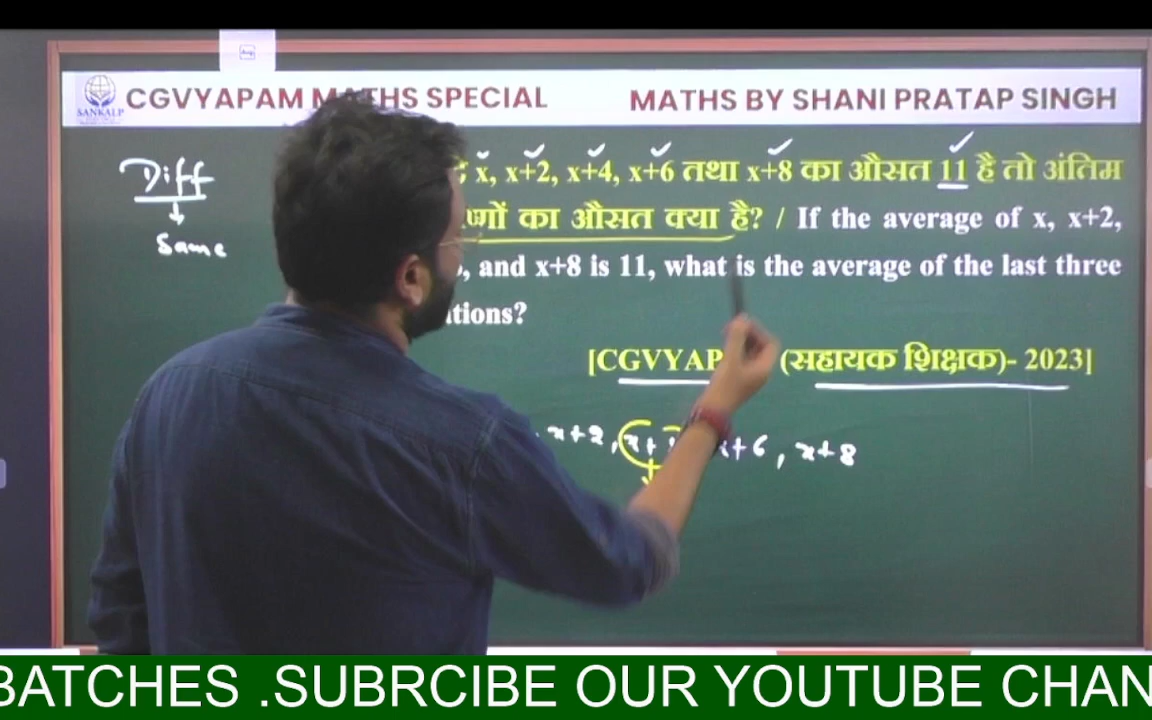 SANKALP
CGVYAPAM MATHS SPECIAL
MATHS BY SHANI PRATAP SINGH
Diff
Same
x, x+2, x+4, x+6 तथा x+8 का औसत 11 है तो अंतिम
का औसत क्या है? / If the average of x, x+2,
and x+8 is 11, what is the average of the last three
[CGVYAP (सहायक शिक्षक)- 2023]
x+2, x+ +6, x+8
BATCHES .SUBRCIBE OUR YOUTUBE CHAN